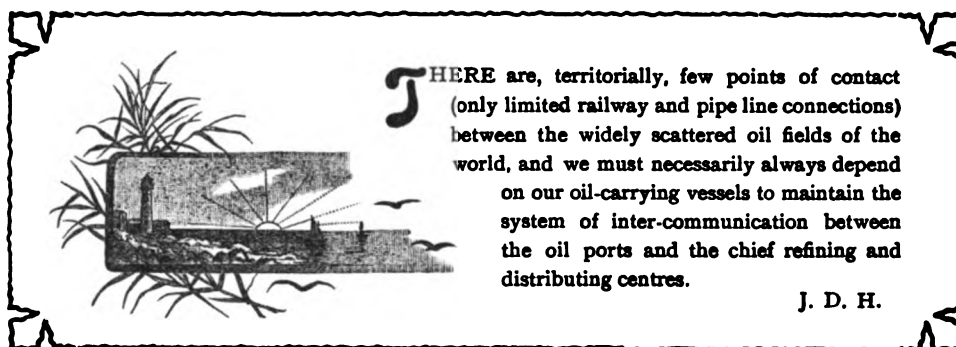 THERE are, territorially, few points of contact
(only limited railway and pipe line connections)
between the widely scattered oil fields of the
world, and we must necessarily always depend
on our oil-carrying vessels to maintain the
system of inter-communication between
the oil ports and the chief refining and
distributing centres.
J. D. H.